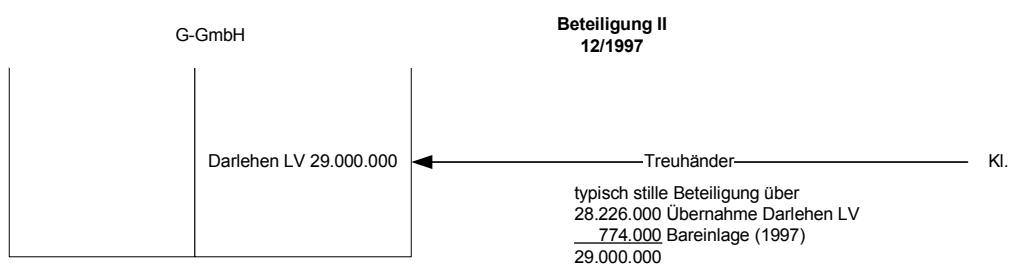 G-GmbH
Beteiligung II
12/1997
Darlehen LV 29.000.000
Treuhänder
Kl.
typisch stille Beteiligung über
28.226.000 Übernahme Darlehen LV
774.000 Bareinlage (1997)
29.000.000